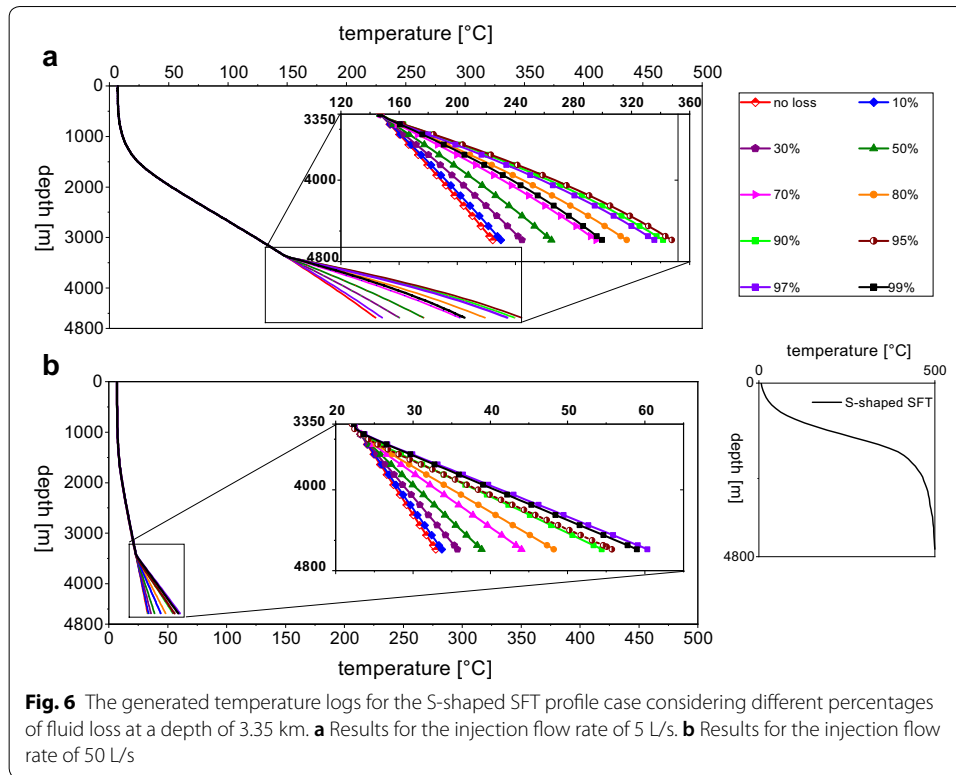 temperature [°C]
a
0 50 100 150 200 250 300 350 400 450 500
120 160 200 240 280 320 360
0
1000
2000
3000
4000
4800
depth [m]
3350
4000
4800
no loss 10%
30% 50%
70% 80%
90% 95%
97% 99%
b
0
1000
2000
3000
4000
4800
depth [m]
20 30 40 50 60
3350
4000
4800
0 50 100 150 200 250 300 350 400 450 500
temperature [°C]
temperature [°C]
0 500
S-shaped SFT
depth [m]
4800
Fig. 6 The generated temperature logs for the S-shaped SFT profile case considering different percentages
of fluid loss at a depth of 3.35 km. a Results for the injection flow rate of 5 L/s. b Results for the injection flow
rate of 50 L/s